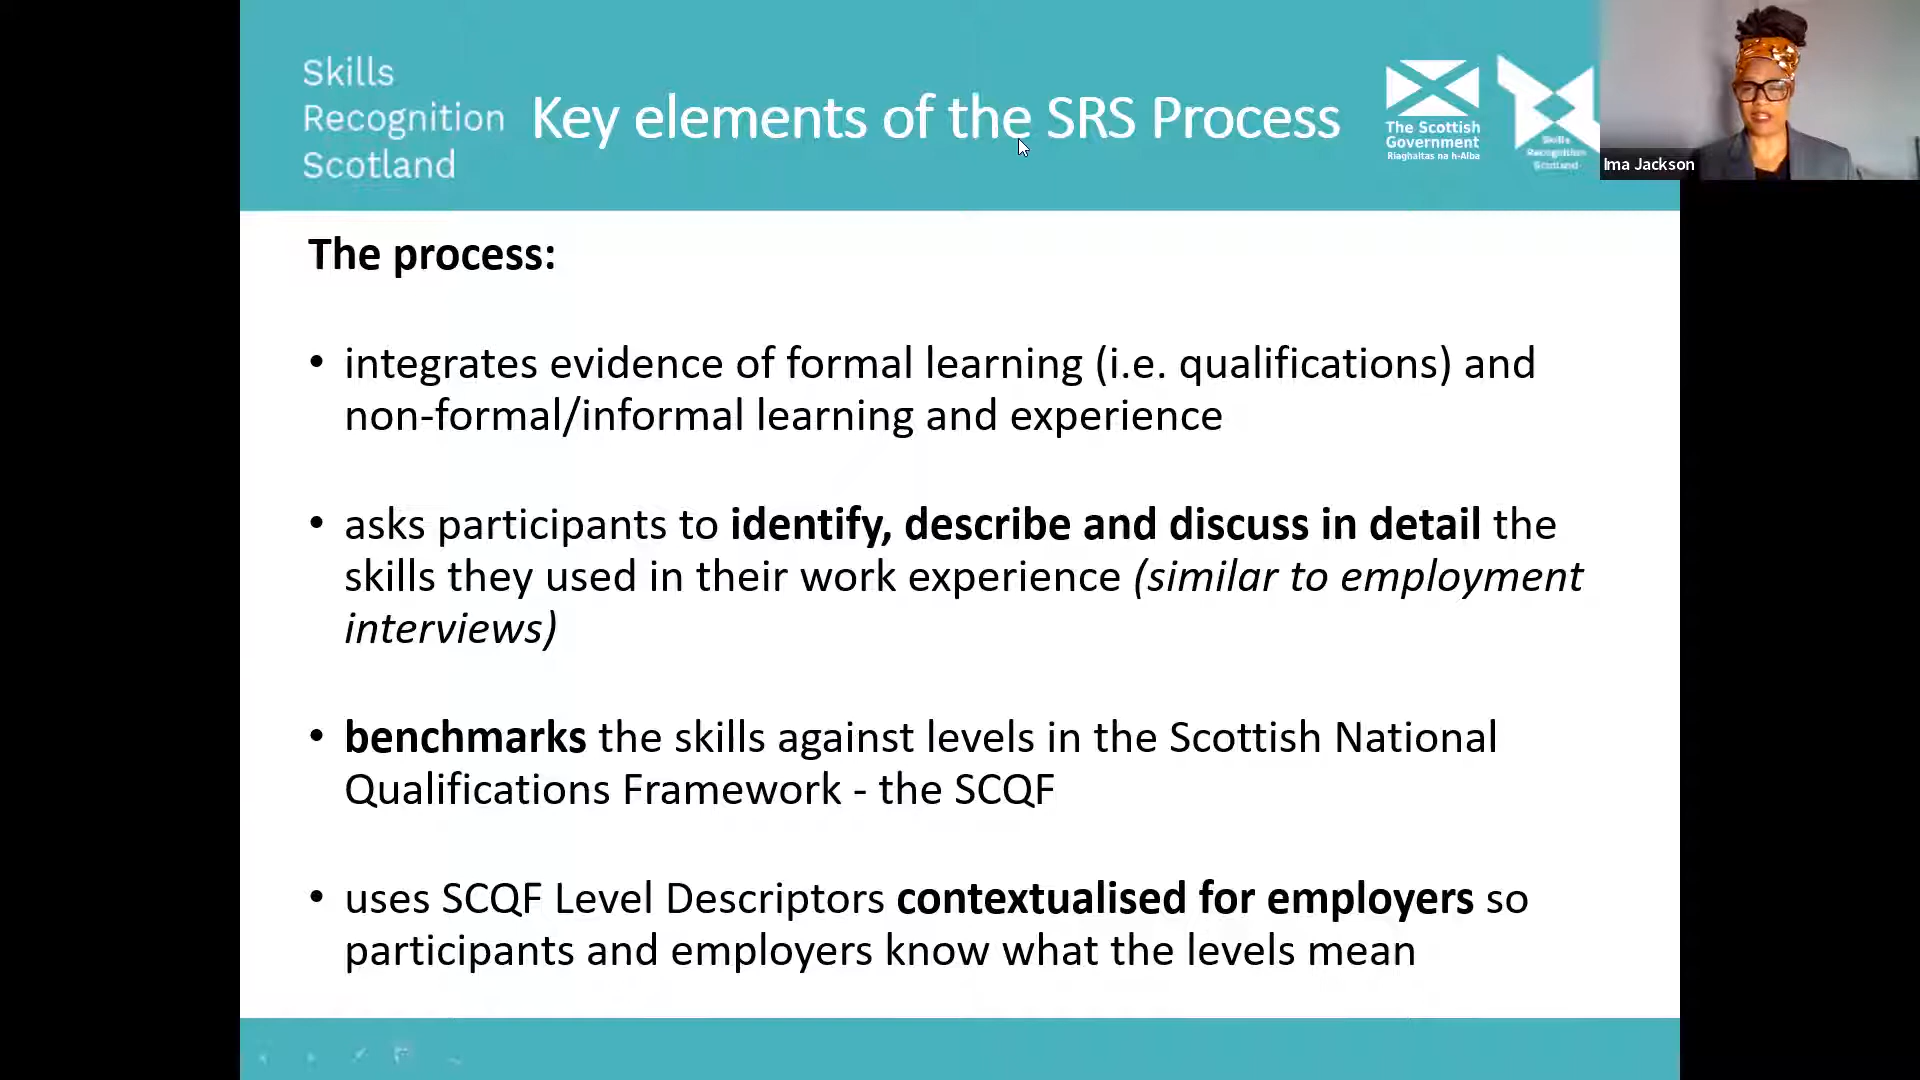 Skills
Recognition
Scotland
Key elements of the SRS Process
The Scottish
Government
Riaghaltas na h-Alba
Skills
Recognition
Scotland
Ima Jackson
The process:
• integrates evidence of formal learning (i.e. qualifications) and
non-formal/informal learning and experience
• asks participants to identify, describe and discuss in detail the
skills they used in their work experience (similar to employment
interviews)
• benchmarks the skills against levels in the Scottish National
Qualifications Framework - the SCQF
• uses SCQF Level Descriptors contextualised for employers so
participants and employers know what the levels mean